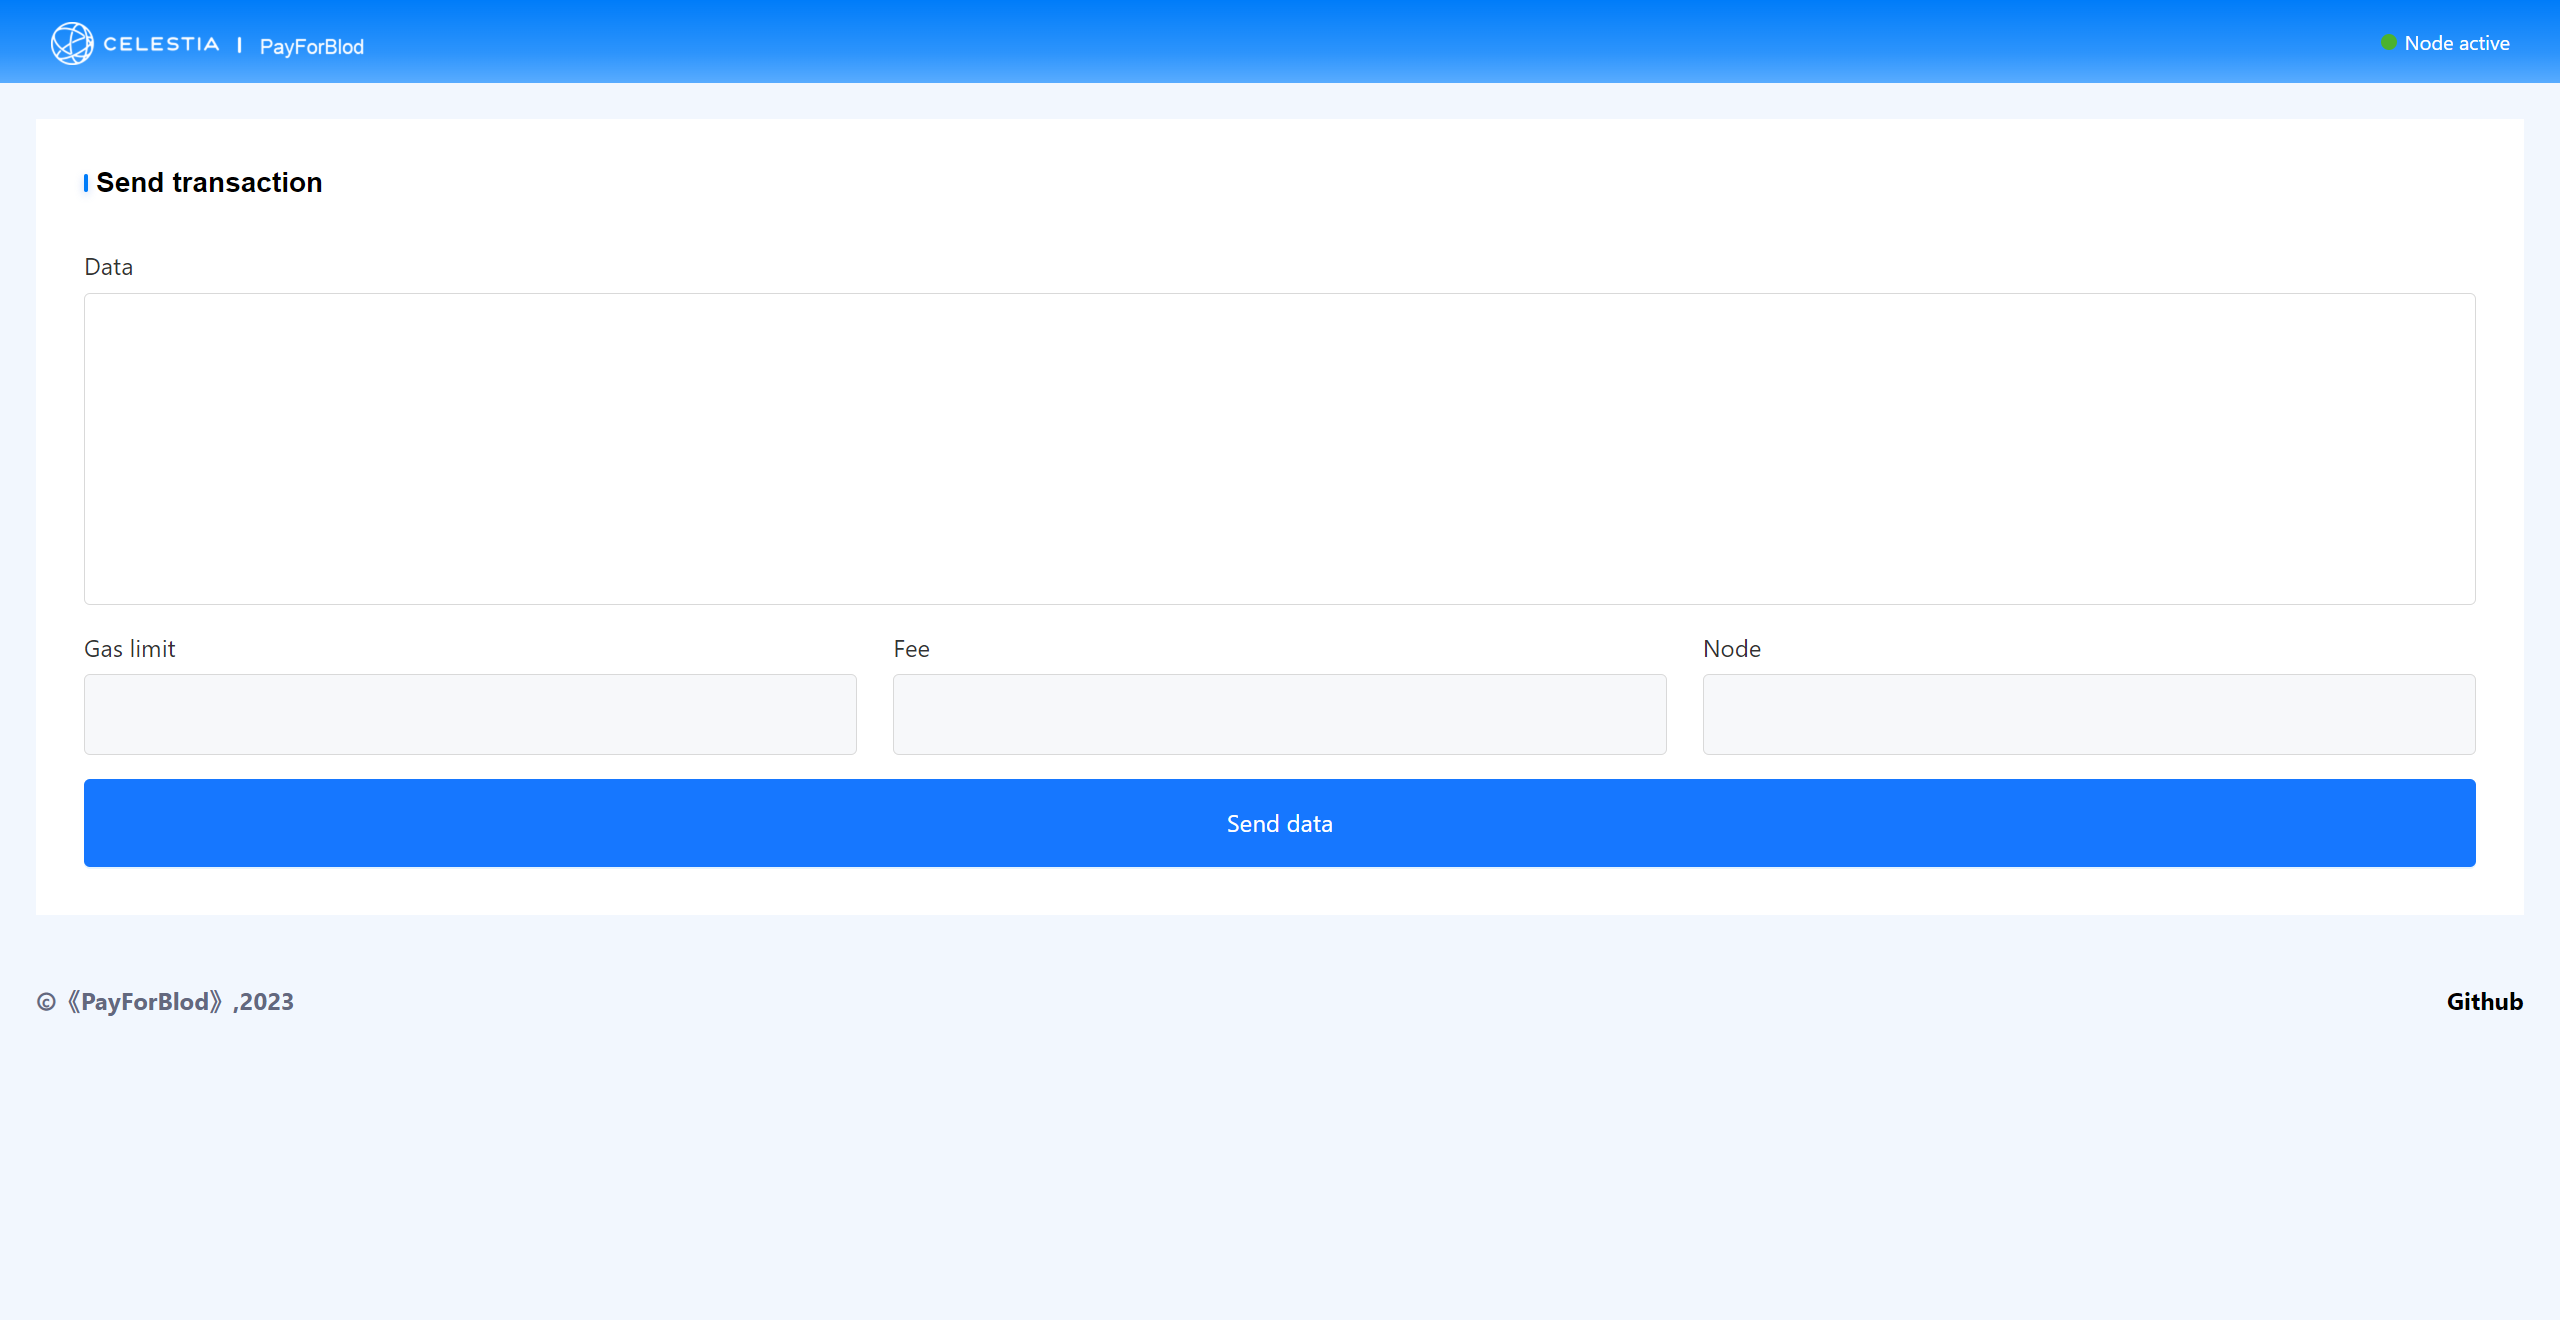 CELESTIA | PayForBlod
Node active
Send transaction
Data
Gas limit
Fee
Node
Send data
©《PayForBlod》,2023
Github